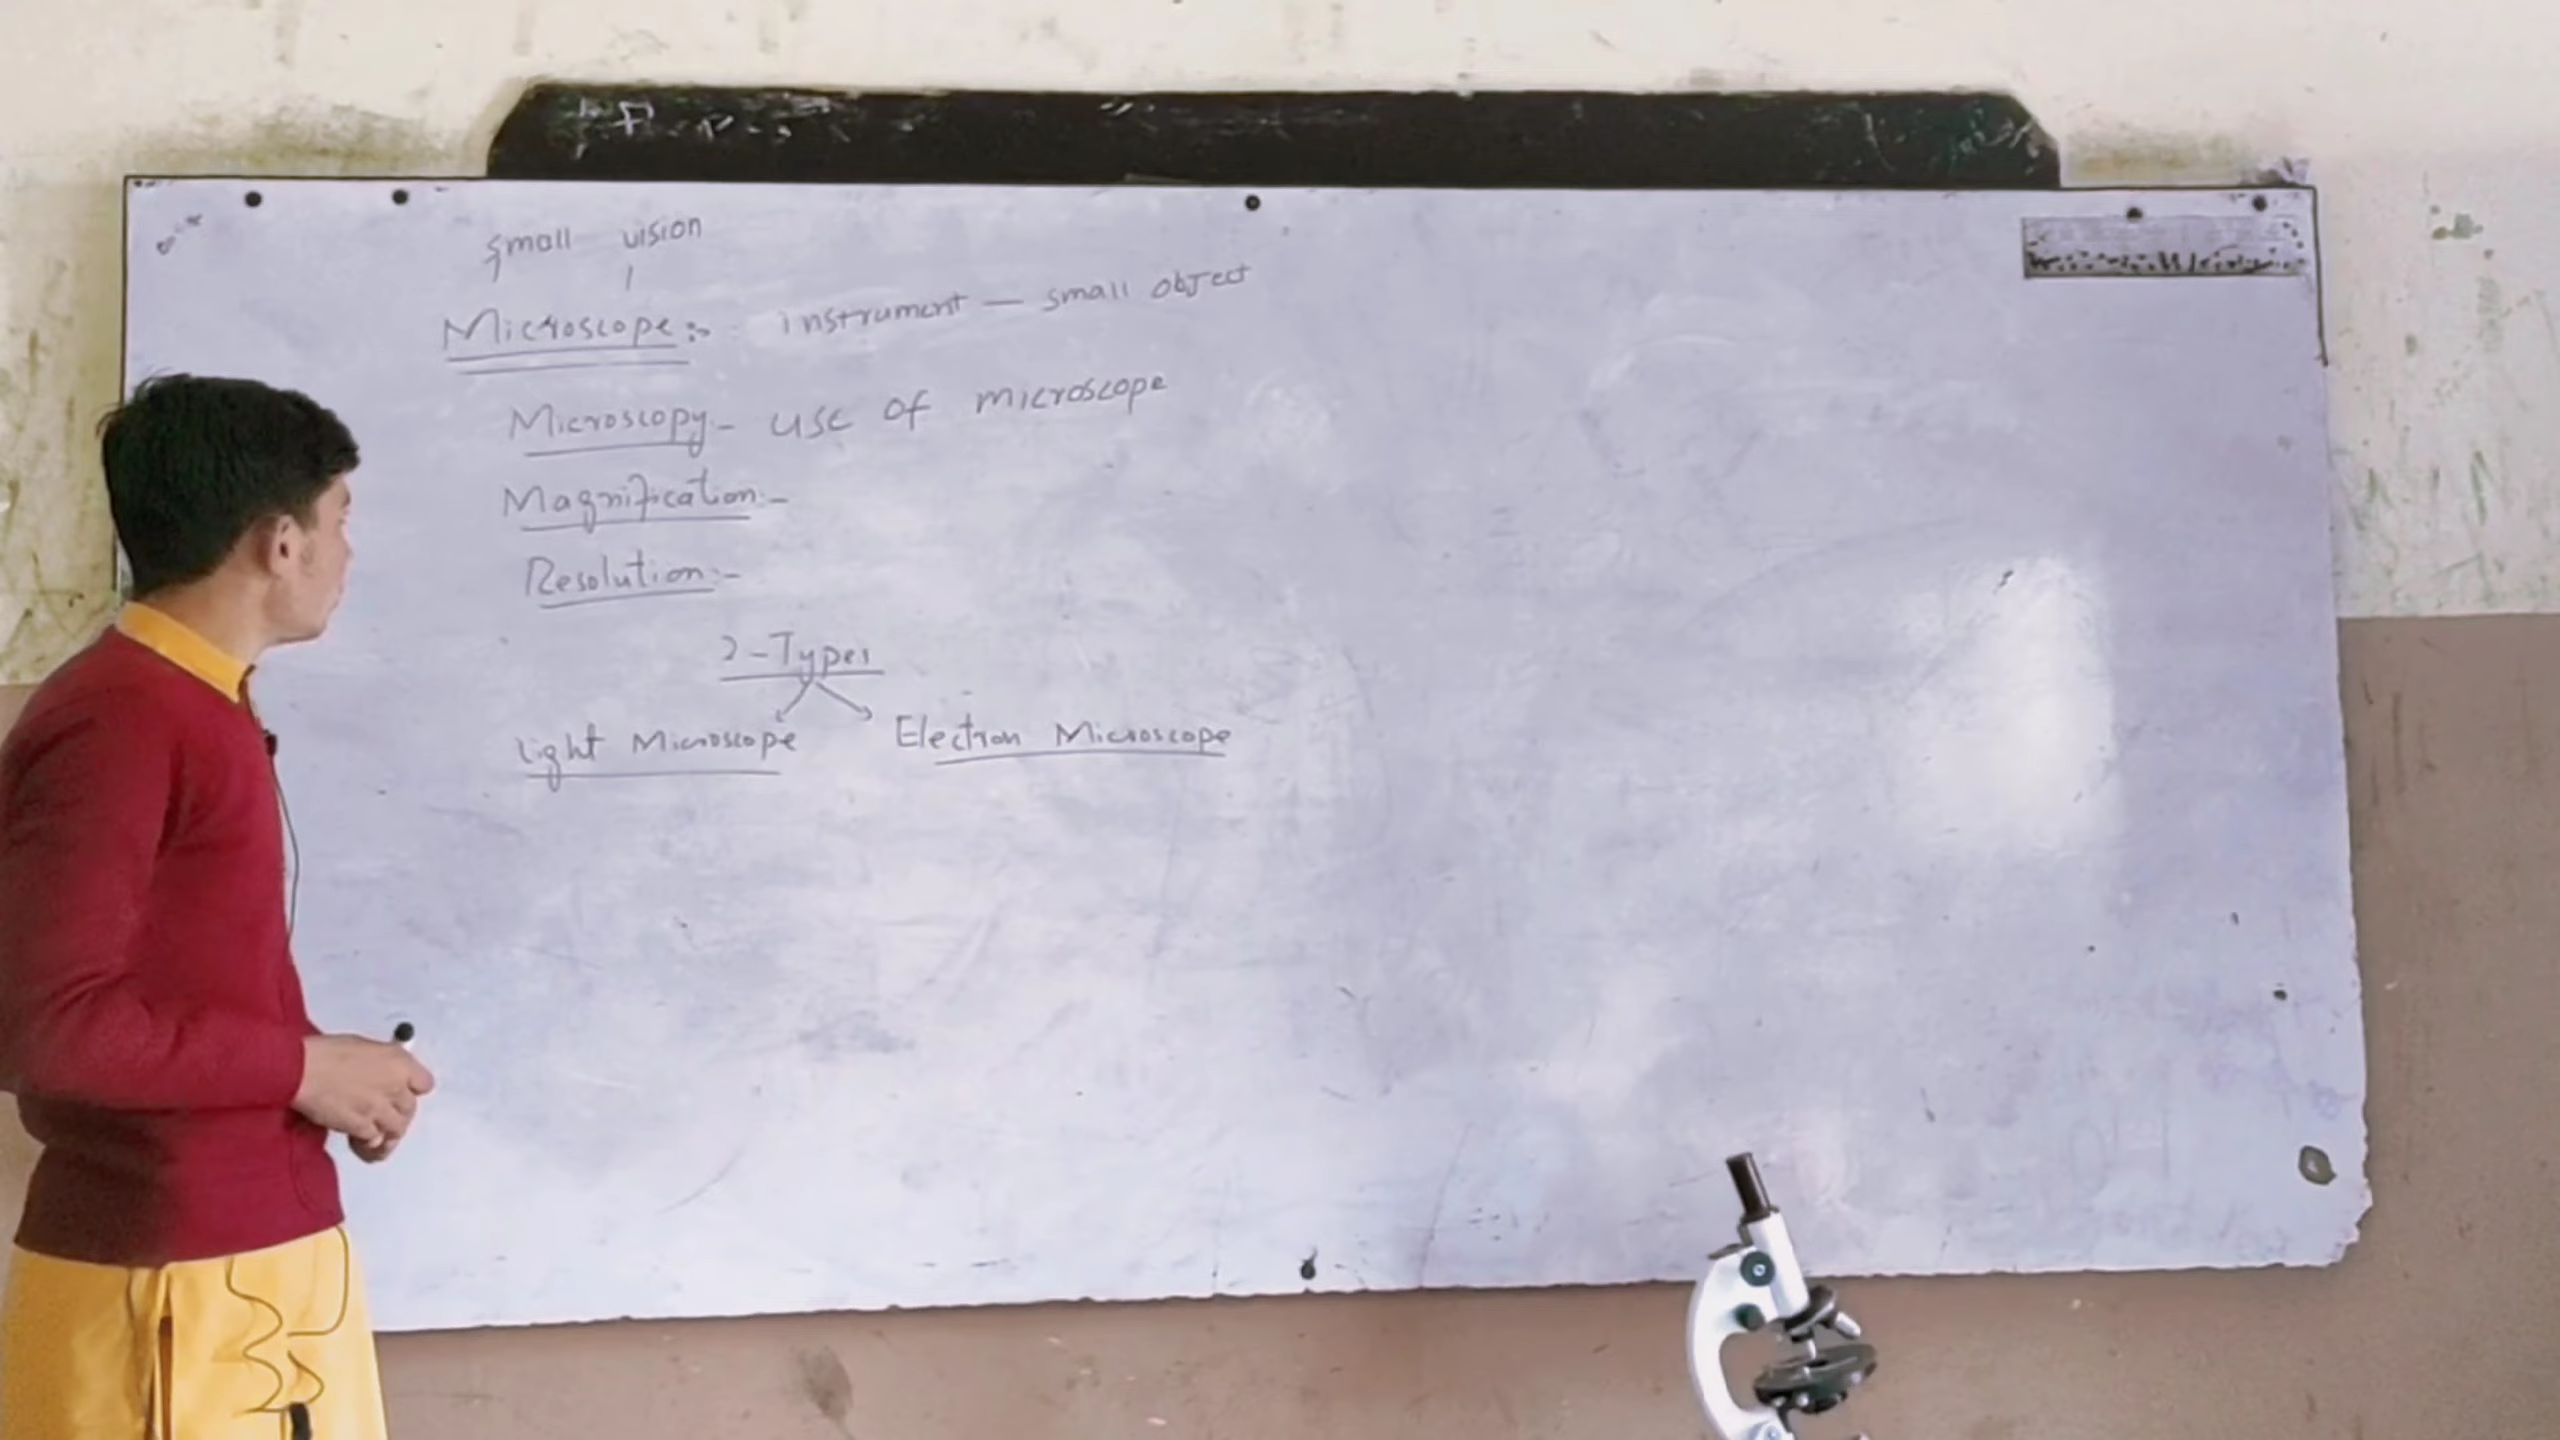 small vision
Microscope:- instrument — small object
Microscopy - use of microscope
Magnification:-
Resolution:-
2-Types
light Microscope Electron Microscope